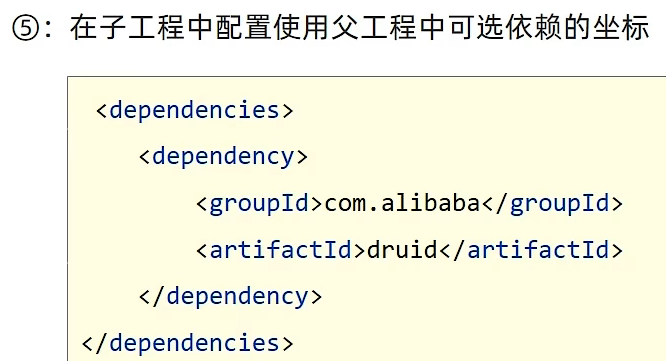 ⑤：在子工程中配置使用父工程中可选依赖的坐标
<dependencies>
<dependency>
<groupId>com.alibaba</groupId>
<artifactId>druid</artifactId>
</dependency>
</dependencies>